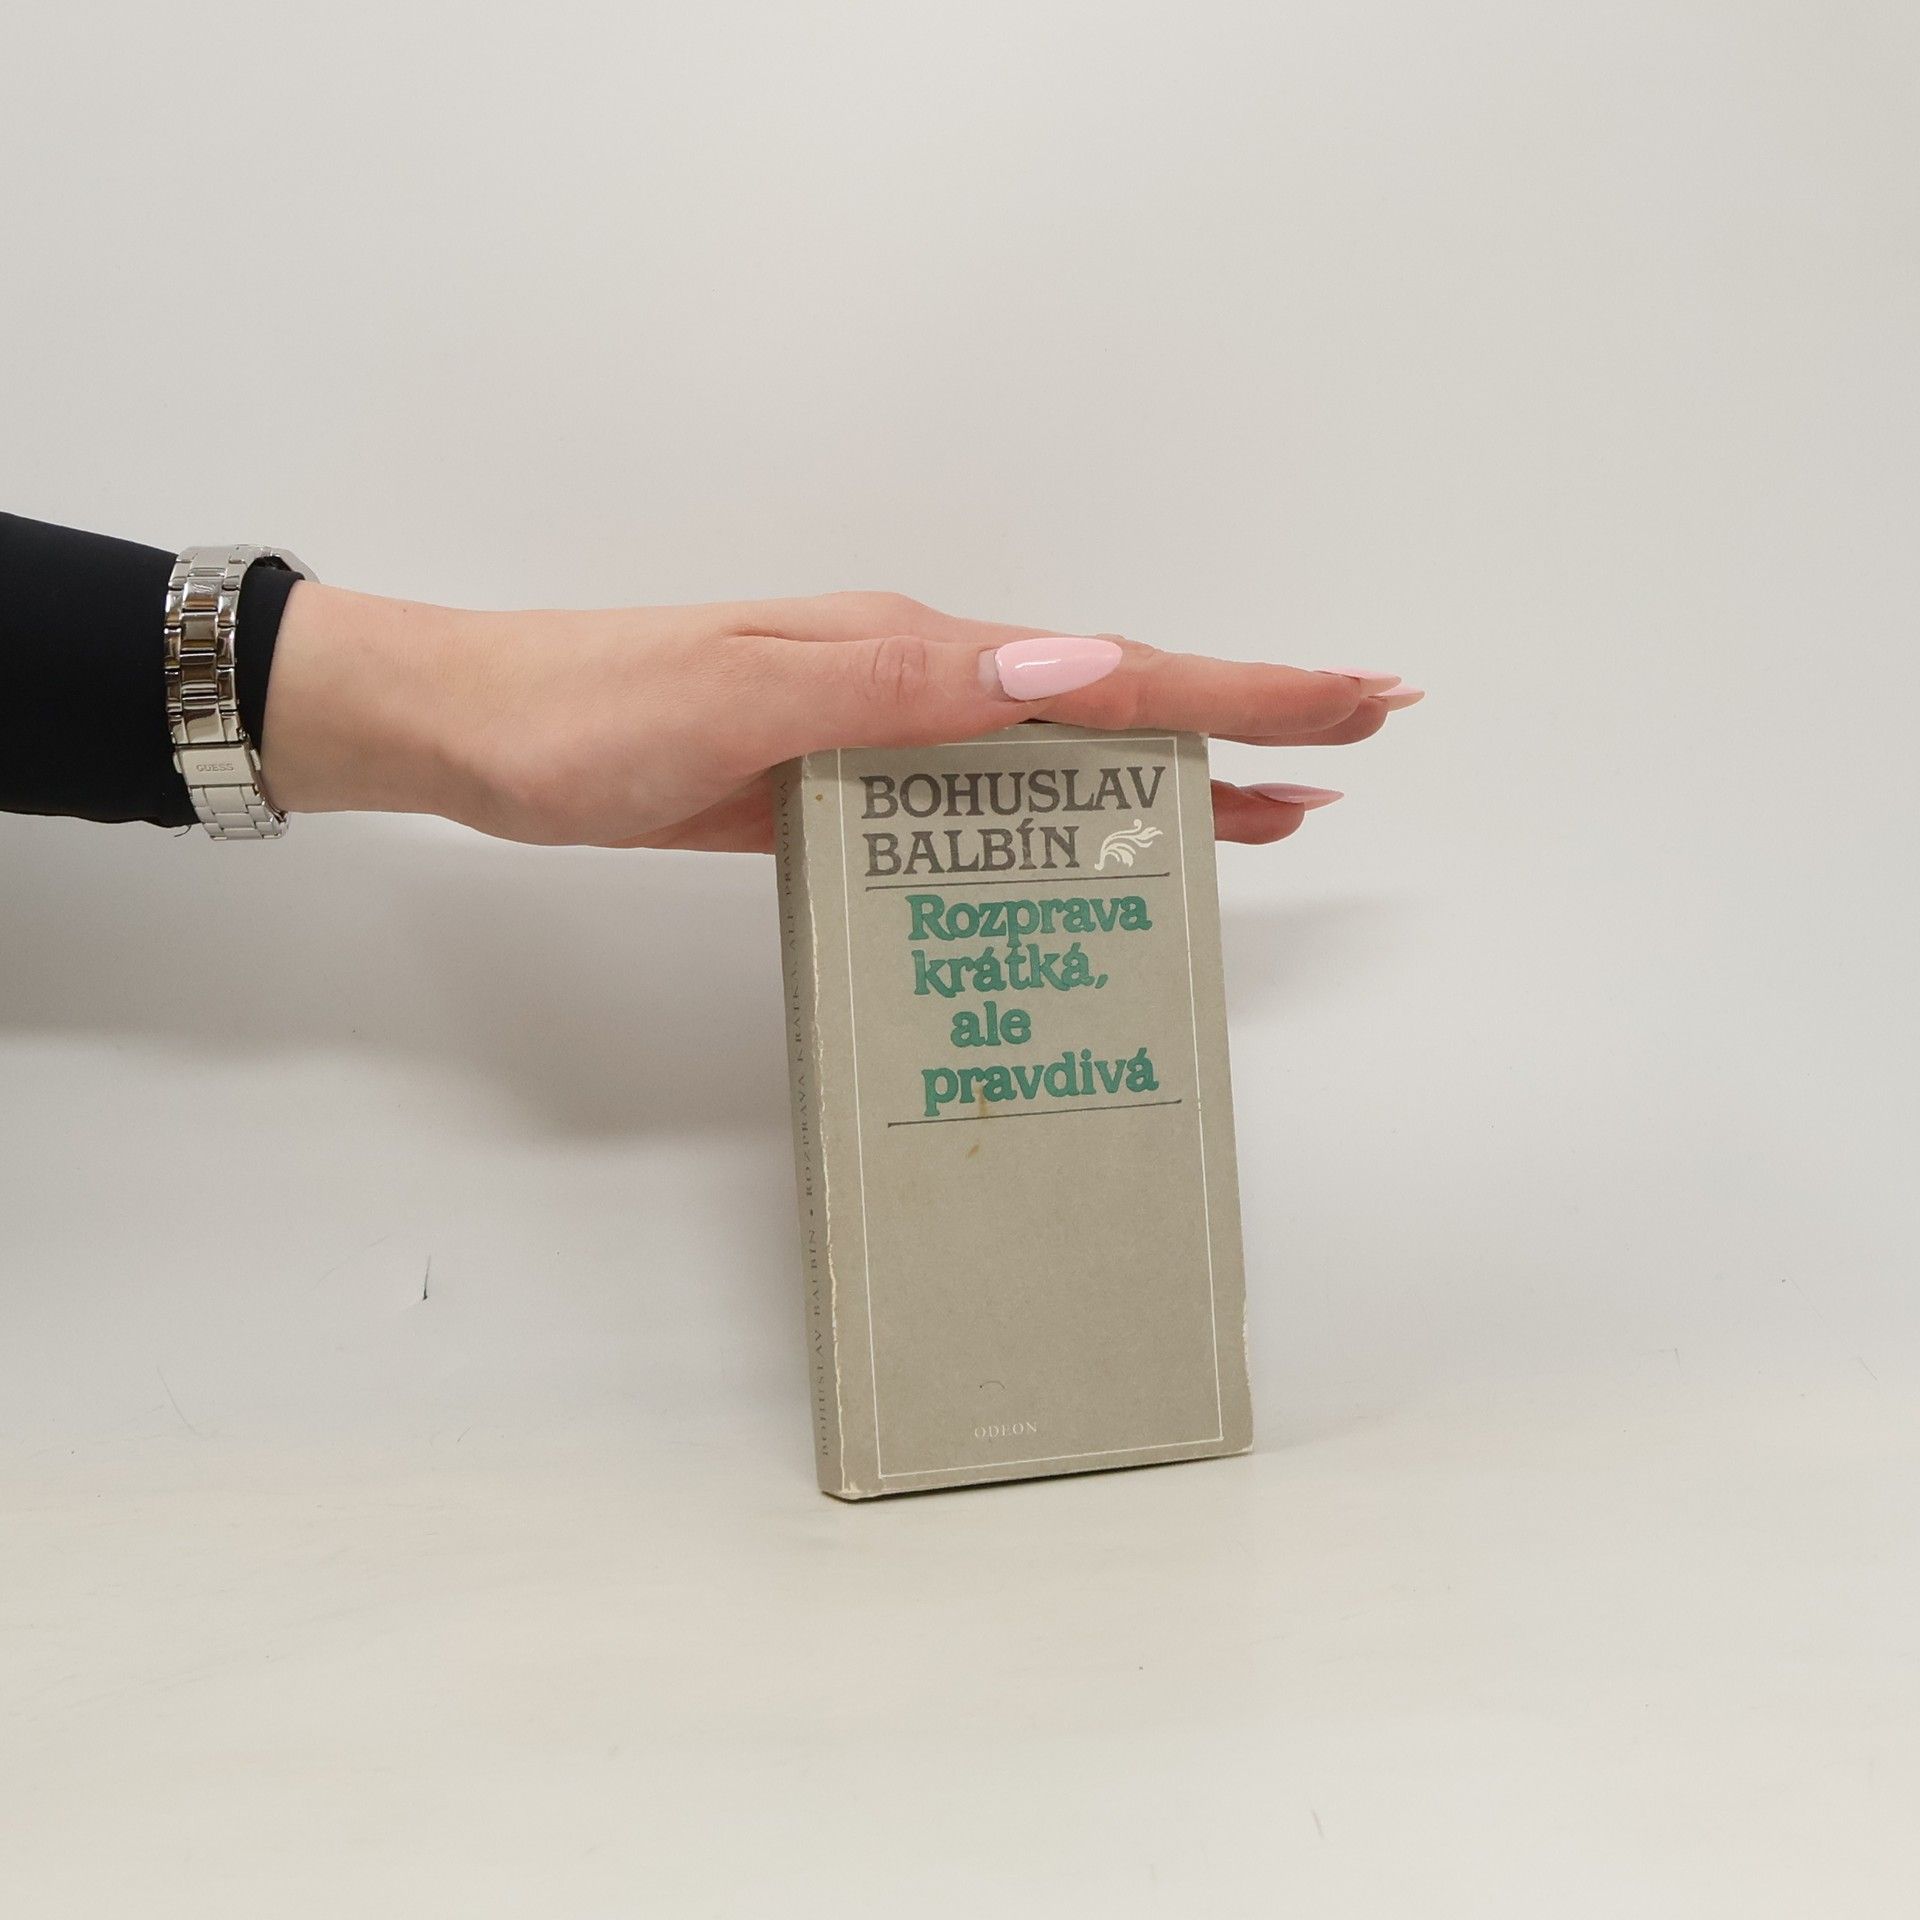 BOHUSLAV
BALBÍN
Rozprava
krátká,
ale
pravdivá
ODEON
BOHUSLAV BALBÍN • ROZPRAVA KRÁTKÁ, ALE PRAVDIVÁ
GUESS